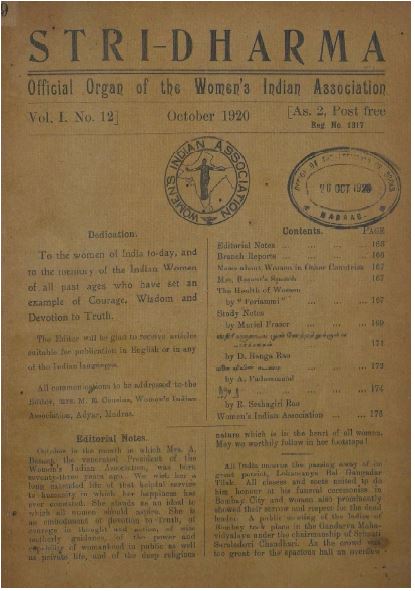 STRI-DHARMA
Official Organ of the Women's Indian Association
Vol. I. No. 12] October 1920 [As. 2, Post free
Reg. No. 1317
WOMEN'S INDIAN ASSOCIATION
26 OCT 1920
MADRAS
Dedication.
To the women of India to-day, and
to the memory of the Indian Women
of all past ages who have set an
example of Courage, Wisdom and
Devotion to Truth.
The Editor will be glad to receive articles
suitable for publication in English or in any
of the Indian languages.
All communications to be addressed to the
Editor, MRS. M. E. Cousins, Women's Indian
Association, Adyar, Madras.
Contents. PAGE
Editorial Notes ... ... ... 165
Branch Reports ... ... ... 166
News about Women in Other Countries 167
Mrs. Besant's Speech ... 167
The Health of Women
by " " ... ... 167
Study Notes
by Muriel Fraser ... ... ... 169
171
by D. Ranga Rao
... ... 173
by A. Padammani
... ... 174
by R. Seshagiri Rao
Women's Indian Association ... ... 176
Editorial Notes.
October is the month in which Mrs. A.
Besant, the venerated President of the
Women's Indian Association, was born
seventy-three years ago. We wish her a
long extended life of that helpful service
to humanity in which her happiness has
ever consisted. She stands as an ideal to
which all women should aspire. She is
an embodiment of devotion to Truth, of
courage in thought and action, of wise
motherly guidance, of the power and
capability of womanhood in public as well
as private life, and of the deep religious
nature which is in the heart of all women.
May we worthily follow in her footsteps!
All India mourns the passing away of its
great patriot, Lokamanya Bal Gangadar
Tilak. All classes and sects united to do
him honour at his funeral ceremonies in
Bombay City and women also prominently
showed their sorrow and respect for the dead
leader. A public meeting of the ladies of
Bombay took place in the Gandarva Maha-
vidyalaya under the chairmanship of Srimati
Saraladevi Chaudhuri. As the crowd was
too great for the spacious hall an overflow